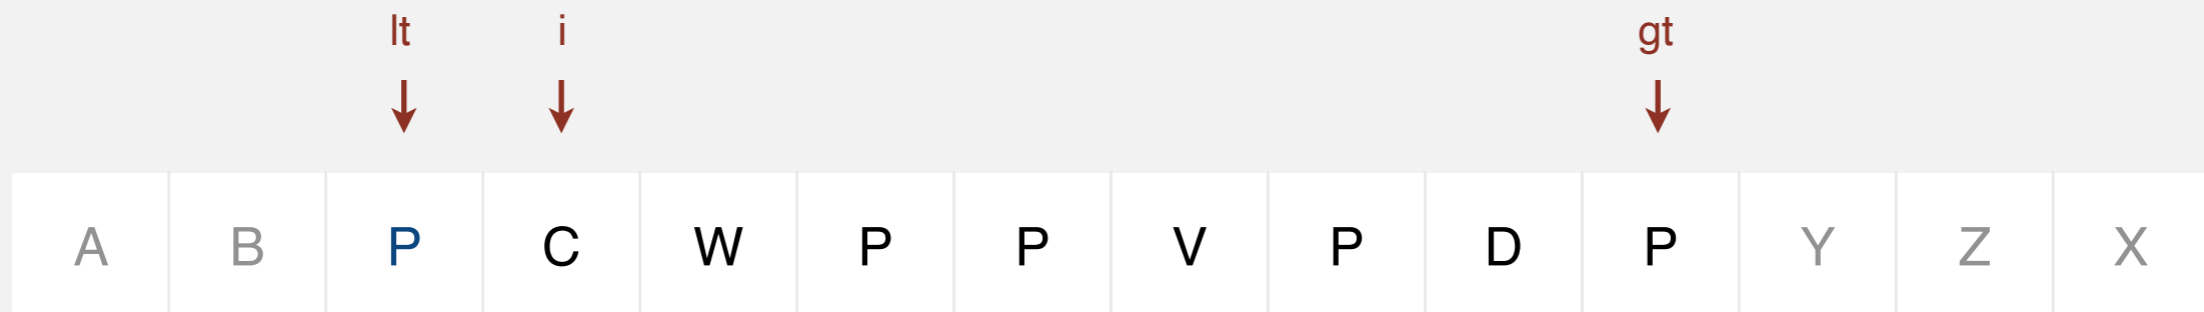 lt i gt
A B P C W P P V P D P Y Z X